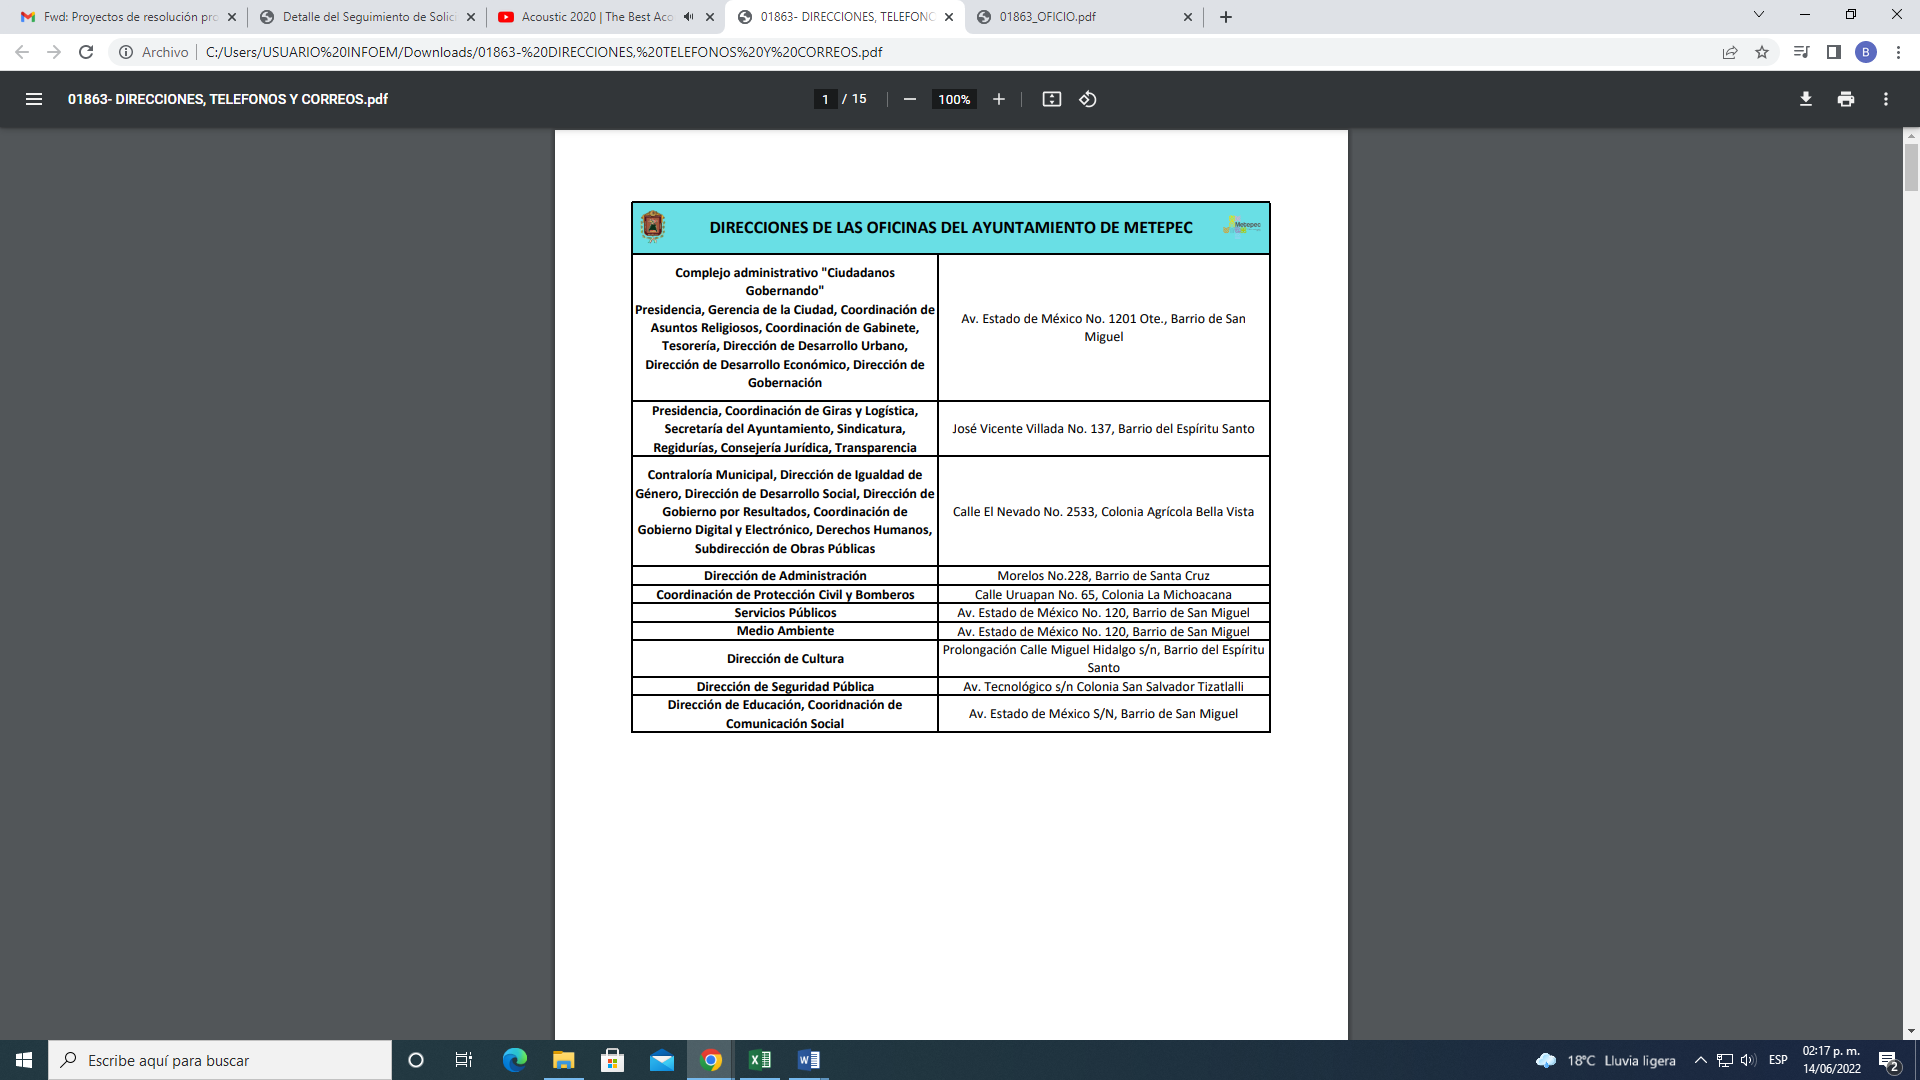 Fwd: Proyectos de resolución pro
Detalle del Seguimiento de Solici
Acoustic 2020 | The Best Aco
01863- DIRECCIONES, TELEFONO
01863_OFICIO.pdf
Archivo
C:/Users/USUARIO%20INFOEM/Downloads/01863-%20DIRECCIONES,%20TELEFONOS%20Y%20CORREOS.pdf
B
01863- DIRECCIONES, TELEFONOS Y CORREOS.pdf
1 / 15
100%
DIRECCIONES DE LAS OFICINAS DEL AYUNTAMIENTO DE METEPEC
Metepec
Complejo administrativo "Ciudadanos
Gobernando"
Presidencia, Gerencia de la Ciudad, Coordinación de
Asuntos Religiosos, Coordinación de Gabinete,
Tesorería, Dirección de Desarrollo Urbano,
Dirección de Desarrollo Económico, Dirección de
Gobernación
Av. Estado de México No. 1201 Ote., Barrio de San
Miguel
Presidencia, Coordinación de Giras y Logística,
Secretaría del Ayuntamiento, Sindicatura,
Regidurías, Consejería Jurídica, Transparencia
José Vicente Villada No. 137, Barrio del Espíritu Santo
Contraloría Municipal, Dirección de Igualdad de
Género, Dirección de Desarrollo Social, Dirección de
Gobierno por Resultados, Coordinación de
Gobierno Digital y Electrónico, Derechos Humanos,
Subdirección de Obras Públicas
Calle El Nevado No. 2533, Colonia Agrícola Bella Vista
Dirección de Administración
Morelos No.228, Barrio de Santa Cruz
Coordinación de Protección Civil y Bomberos
Calle Uruapan No. 65, Colonia La Michoacana
Servicios Públicos
Av. Estado de México No. 120, Barrio de San Miguel
Medio Ambiente
Av. Estado de México No. 120, Barrio de San Miguel
Dirección de Cultura
Prolongación Calle Miguel Hidalgo s/n, Barrio del Espíritu
Santo
Dirección de Seguridad Pública
Av. Tecnológico s/n Colonia San Salvador Tizatlalli
Dirección de Educación, Cooridnación de
Comunicación Social
Av. Estado de México S/N, Barrio de San Miguel
Escribe aquí para buscar
18°C Lluvia ligera
ESP
02:17 p. m.
14/06/2022
2